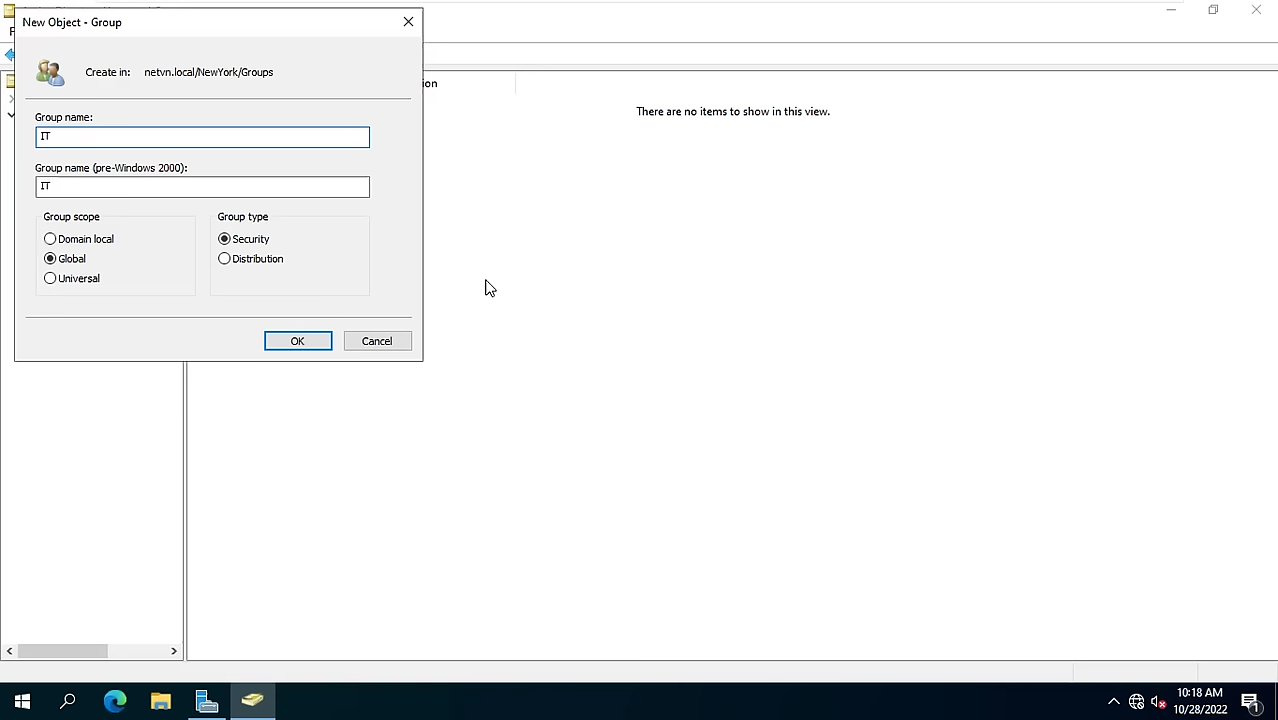 New Object - Group
Create in: netvn.local/NewYork/Groups
Group name:
IT
Group name (pre-Windows 2000):
IT
Group scope
Domain local
Global
Universal
Group type
Security
Distribution
OK
Cancel
There are no items to show in this view.
10:18 AM
10/28/2022
1